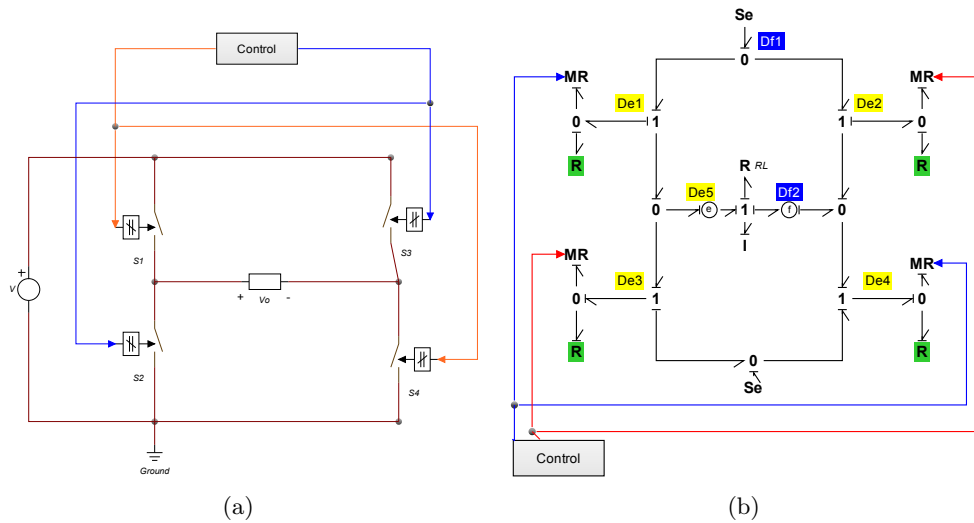 Control
S1
S3
+
V
+ Vo -
S2
S4
Ground
(a)
Se
Df1
0
MR
MR
De1
De2
0
1
1
0
R
R
R RL
De5
Df2
0
e
1
f
0
I
MR
MR
De3
De4
0
1
1
0
R
R
0
Se
Control
(b)